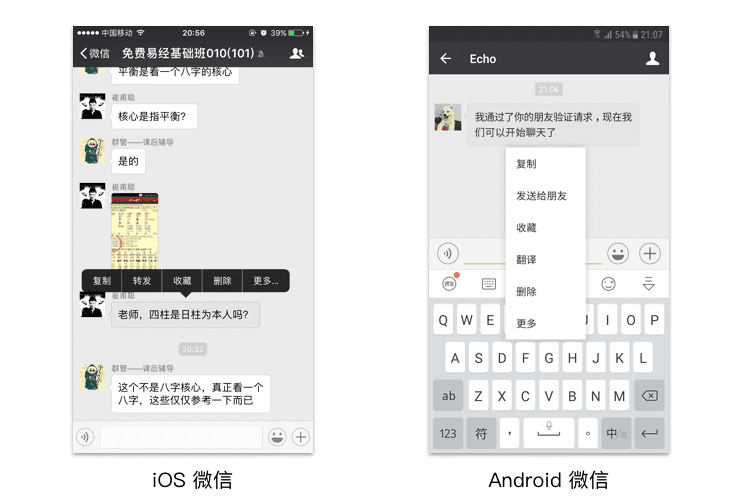 中国移动
20:56
39%
微信
免费易经基础班010(101)
平衡是看一个八字的核心
崔甫聪
核心是指平衡?
群管——课后辅导
是的
崔甫聪
复制
转发
收藏
删除
更多...
崔甫聪
老师，四柱是日柱为本人吗?
20:32
群管——课后辅导
这个不是八字核心，真正看一个
八字，这些仅仅参考一下而已
iOS 微信
54%
21:07
Echo
21:06
我通过了你的朋友验证请求，现在我
们可以开始聊天了
复制
发送给朋友
收藏
翻译
删除
更多
Q W E U I O P
A S D F G H J K L
ab Z X C V B N M
123 符 ， 。 中/英
Android 微信